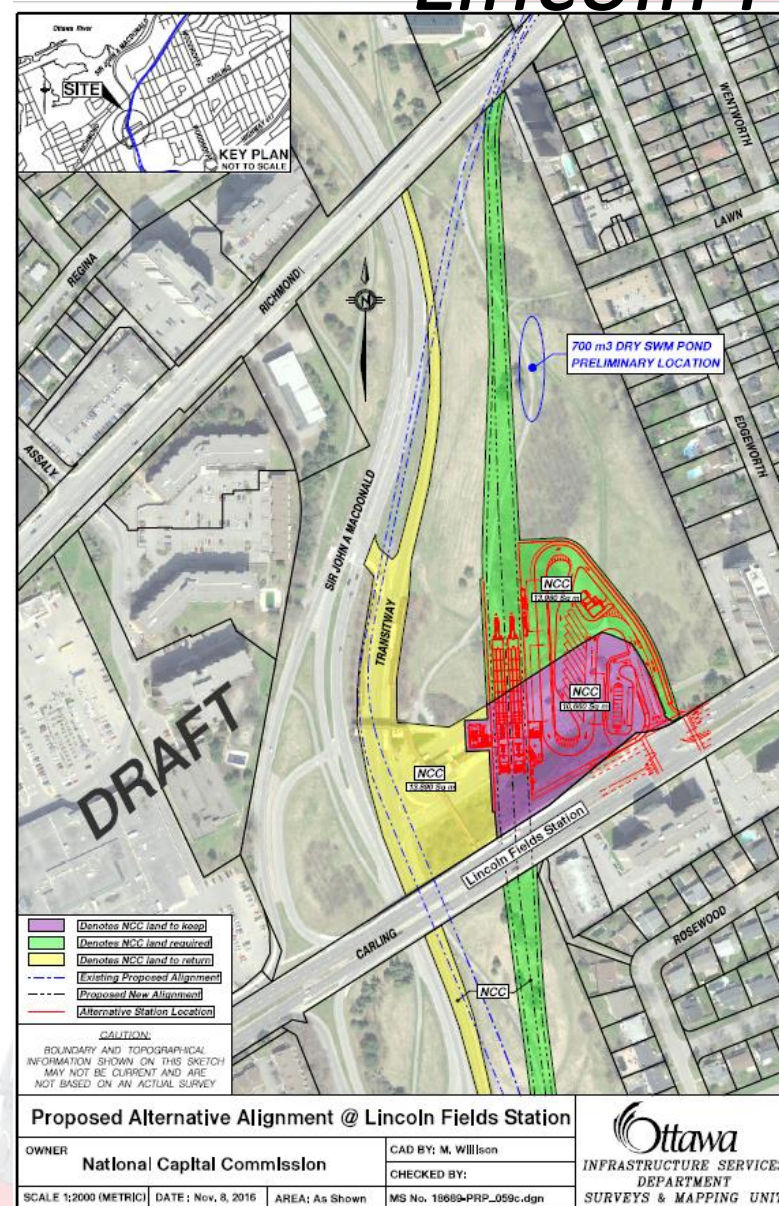 Lincoln F
Ottawa River
SIR JOHN A MACDONALD
WOODROFFE
CARLING
SITE
RICHMOND
WOODROFFE
HIGHWAY 417
KEY PLAN
NOT TO SCALE
WENTWORTH
LAWN
REGINA
RICHMOND
N
700 m3 DRY SWM POND
PRELIMINARY LOCATION
EDGEWORTH
ASSALY
SIR JOHN A MACDONALD
TRANSITWAY
NCC
NCC
10,000 Sq m
NCC
DRAFT
Lincoln Fields Station
CARLING
ROSEWOOD
NCC
Denotes NCC land to keep
Denotes NCC land required
Denotes NCC land to return
Existing Proposed Alignment
Proposed New Alignment
Alternative Station Location
CAUTION:
BOUNDARY AND TOPOGRAPHICAL
INFORMATION SHOWN ON THIS SKETCH
MAY NOT BE CURRENT AND ARE
NOT BASED ON AN ACTUAL SURVEY
Proposed Alternative Alignment @ Lincoln Fields Station
OWNER
National Capital Commission
CAD BY: M. Willison
CHECKED BY:
SCALE 1:2000 (METRIC) DATE : Nov. 8, 2016 AREA: As Shown MS No. 18689-PRP_059c.dgn
Ottawa
INFRASTRUCTURE SERVICES
DEPARTMENT
SURVEYS & MAPPING UNIT